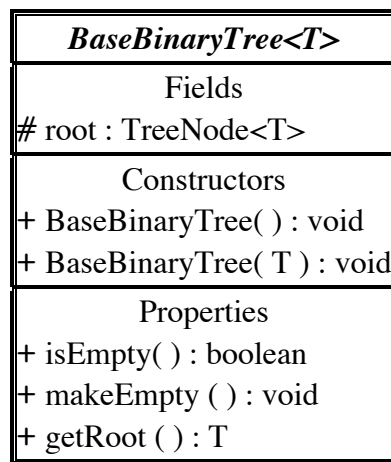 BaseBinaryTree<T>
Fields
# root : TreeNode<T>
Constructors
+ BaseBinaryTree( ) : void
+ BaseBinaryTree( T ) : void
Properties
+ isEmpty( ) : boolean
+ makeEmpty ( ) : void
+ getRoot ( ) : T